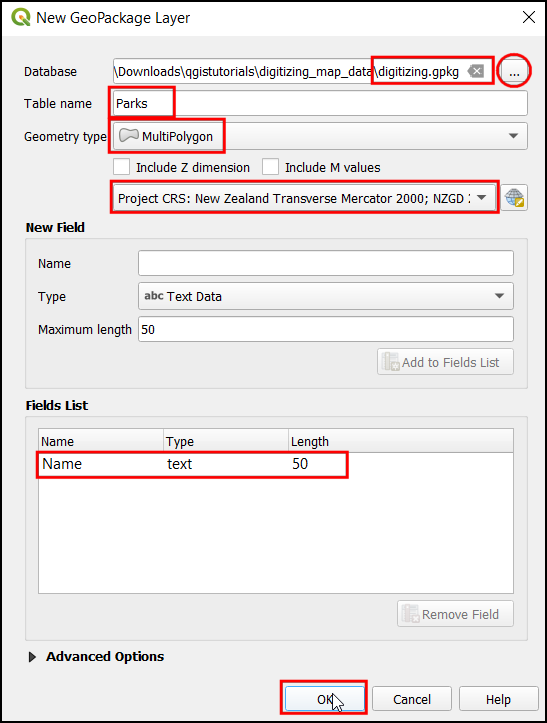 New GeoPackage Layer
Database \Downloads\qgistutorials\digitizing_map_data\digitizing.gpkg ...
Table name Parks
Geometry type MultiPolygon
Include Z dimension Include M values
Project CRS: New Zealand Transverse Mercator 2000; NZGD
New Field
Name
Type abc Text Data
Maximum length 50
Add to Fields List
Fields List
Name Type Length
Name text 50
Remove Field
Advanced Options
OK Cancel Help